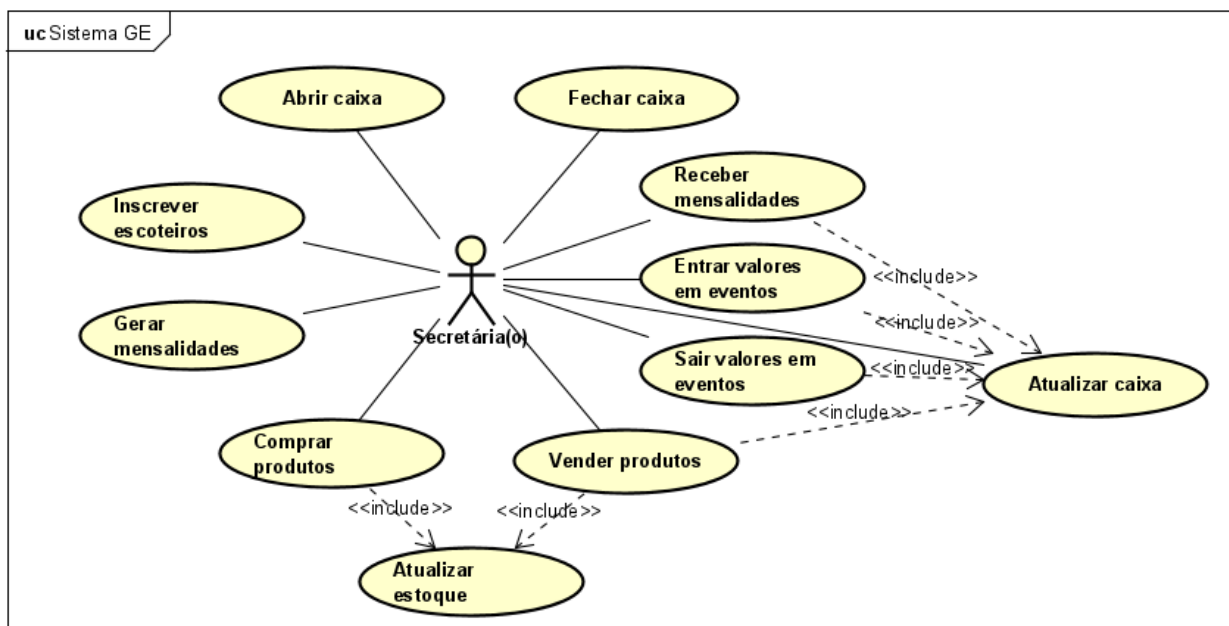 uc Sistema GE
Abrir caixa
Fechar caixa
Receber
mensalidades
Inscrever
escoteiros
Entrar valores
em eventos
<<include>>
<<include>>
Gerar
mensalidades
Secretária(o)
Sair valores em
eventos
<<include>>
Atualizar caixa
<<include>>
Comprar
produtos
Vender produtos
<<include>>
<<include>>
Atualizar
estoque